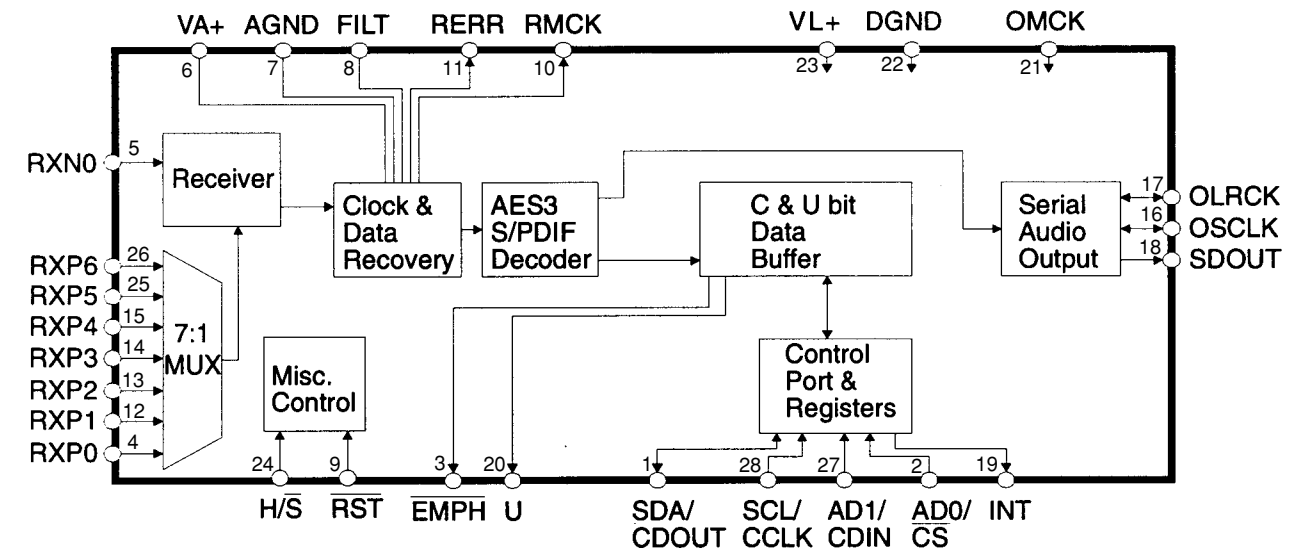 VA+ AGND FILT RERR RMCK VL+ DGND OMCK
6 7 8 11 10 23 22 21
RXN0 5
Receiver
Clock &
Data
Recovery
AES3
S/PDIF
Decoder
C & U bit
Data
Buffer
Serial
Audio
Output
17 OLRCK
16 OSCLK
18 SDOUT
RXP6 26
RXP5 25
RXP4 15
RXP3 14
RXP2 13
RXP1 12
RXP0 4
7:1
MUX
Misc.
Control
Control
Port &
Registers
24 9 3 20 1 28 27 2 19
H/S̅ R̅S̅T̅ E̅M̅P̅H̅ U SDA/ SCL/ AD1/ AD0/ INT
CDOUT CCLK CDIN C̅S̅